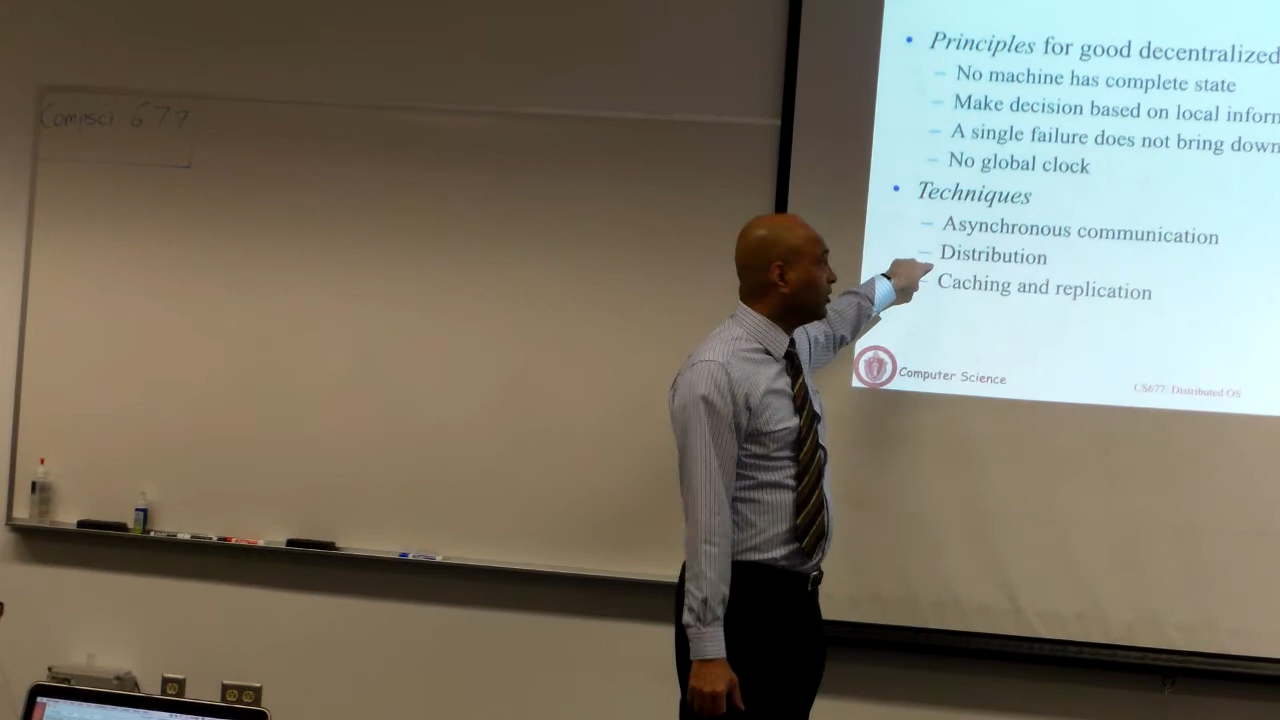 Compsci 677
• Principles for good decentralized
– No machine has complete state
– Make decision based on local inform
– A single failure does not bring down
– No global clock
• Techniques
– Asynchronous communication
– Distribution
– Caching and replication
Computer Science
CS677: Distributed OS